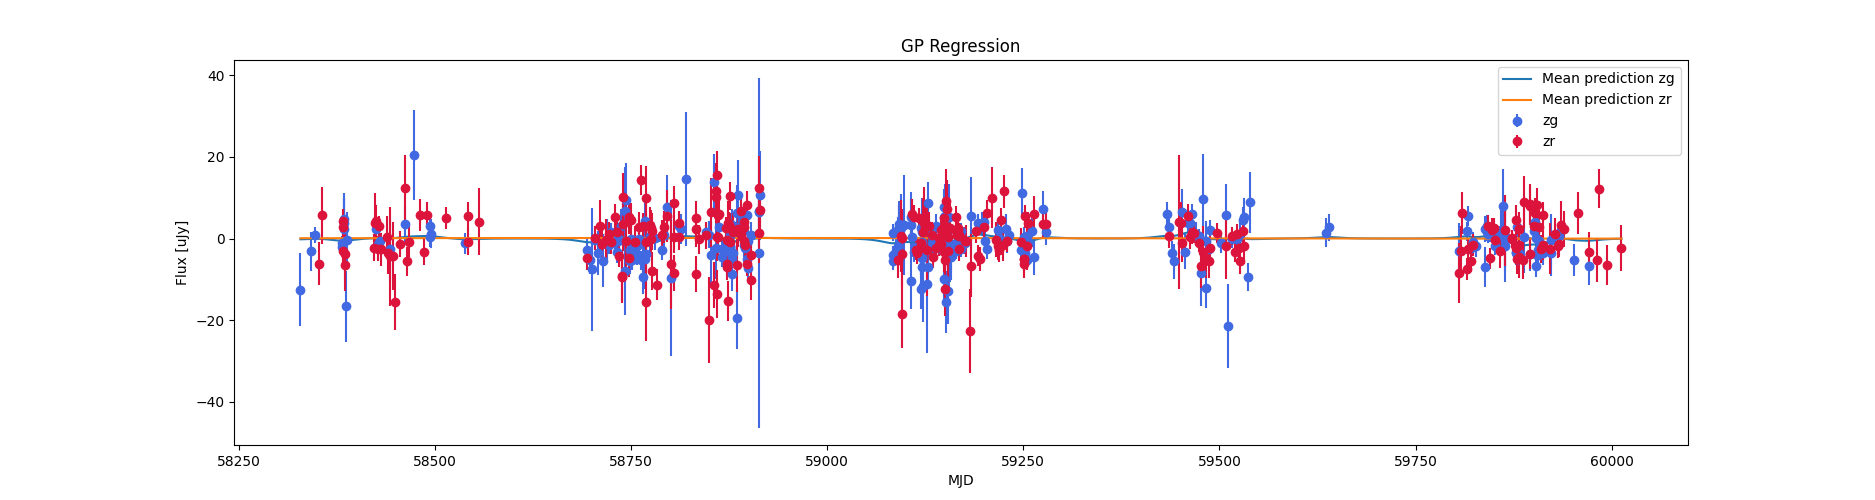 GP Regression
Mean prediction zg
Mean prediction zr
zg
zr
Flux [uJy]
40
20
0
−20
−40
58250 58500 58750 59000 59250 59500 59750 60000
MJD